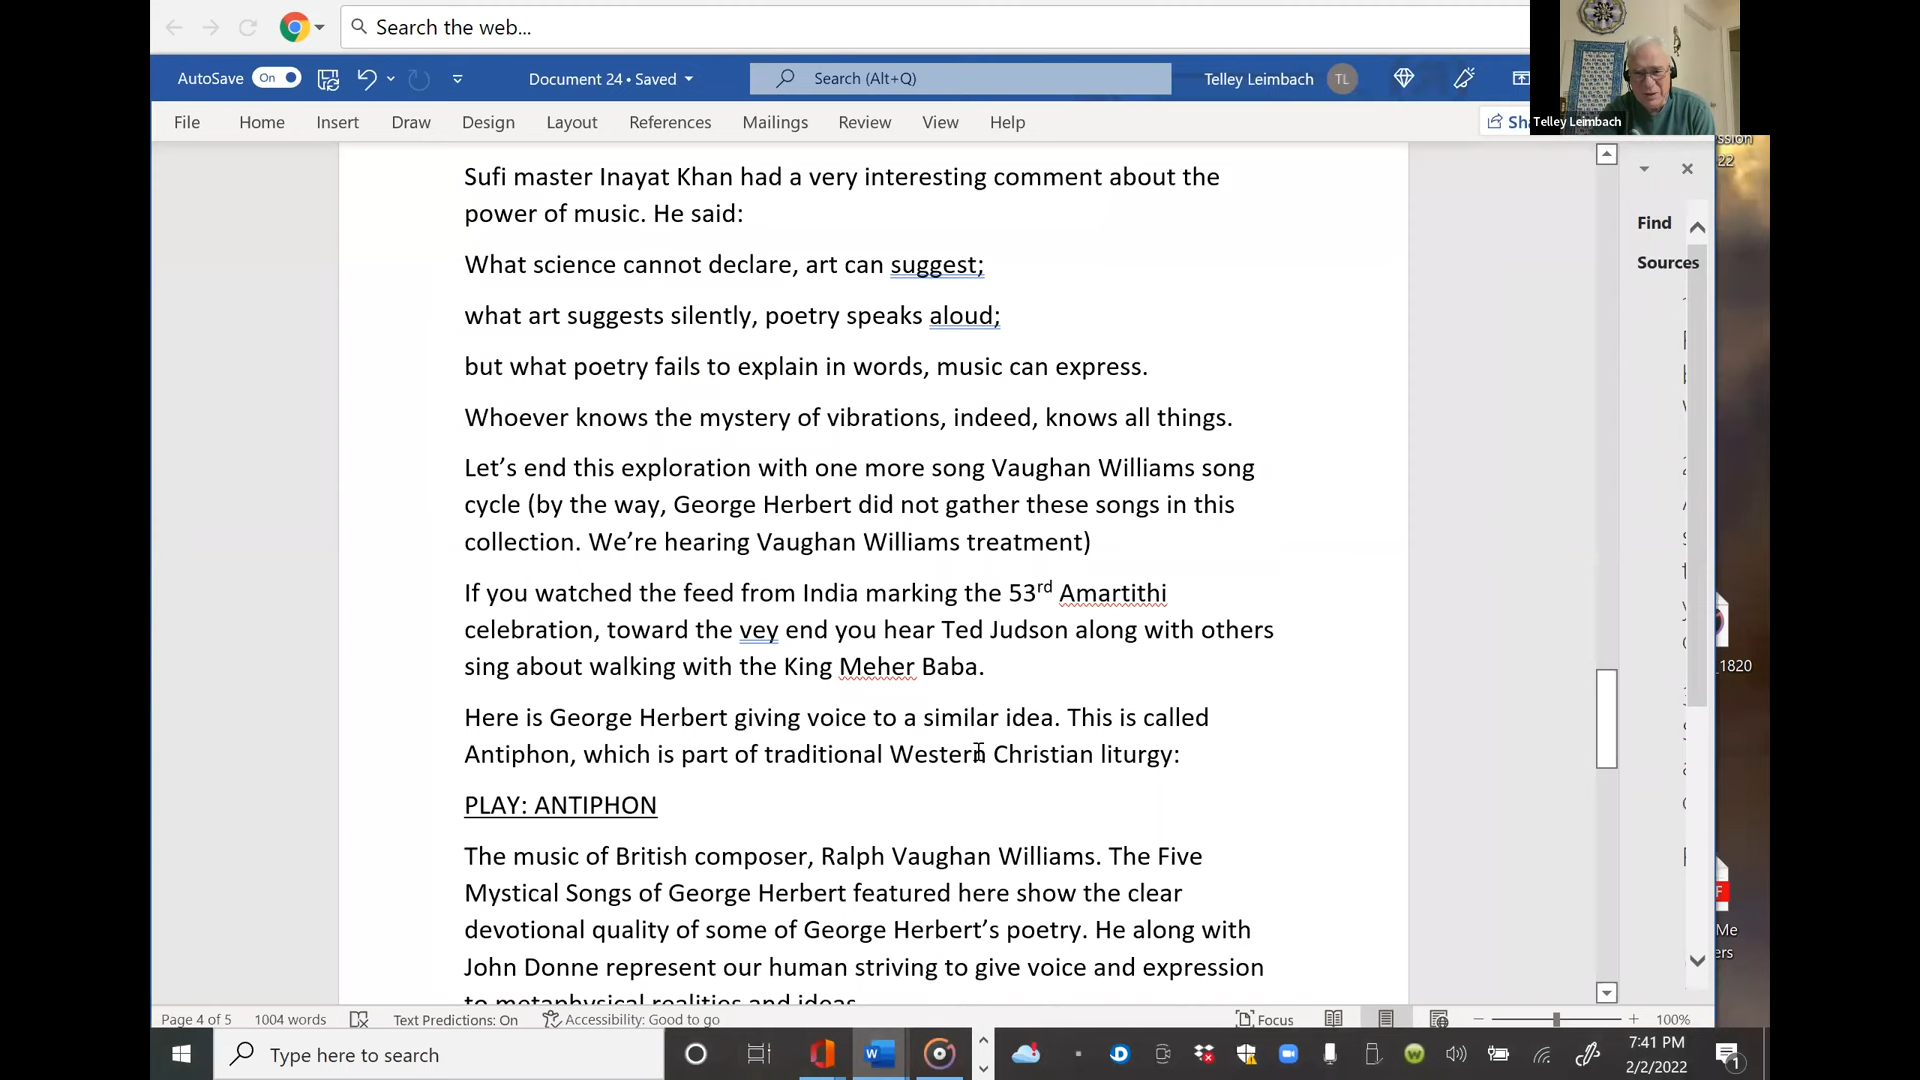 Search the web...
AutoSave On Document 24 • Saved Search (Alt+Q) Telley Leimbach TL
Telley Leimbach
File Home Insert Draw Design Layout References Mailings Review View Help
ssion
22
Sufi master Inayat Khan had a very interesting comment about the
power of music. He said:
What science cannot declare, art can suggest;
what art suggests silently, poetry speaks aloud;
but what poetry fails to explain in words, music can express.
Whoever knows the mystery of vibrations, indeed, knows all things.
Let’s end this exploration with one more song Vaughan Williams song
cycle (by the way, George Herbert did not gather these songs in this
collection. We’re hearing Vaughan Williams treatment)
If you watched the feed from India marking the 53rd Amartithi
celebration, toward the vey end you hear Ted Judson along with others
sing about walking with the King Meher Baba.
Here is George Herbert giving voice to a similar idea. This is called
Antiphon, which is part of traditional Western Christian liturgy:
PLAY: ANTIPHON
The music of British composer, Ralph Vaughan Williams. The Five
Mystical Songs of George Herbert featured here show the clear
devotional quality of some of George Herbert’s poetry. He along with
John Donne represent our human striving to give voice and expression
to metaphysical realities and ideas
Find
Sources
_1820
Me
ers
Page 4 of 5 1004 words Text Predictions: On Accessibility: Good to go Focus 100%
Type here to search
7:41 PM
2/2/2022
1